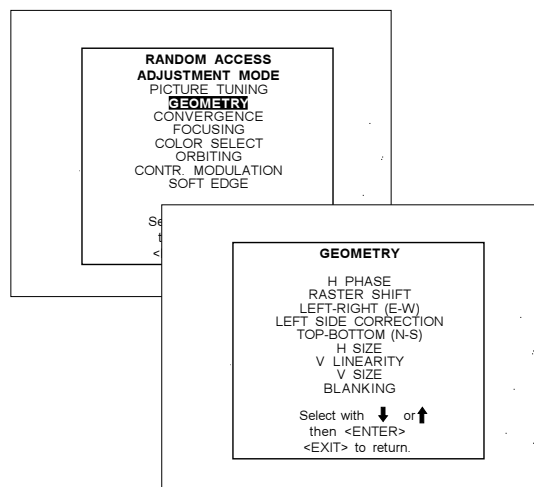 RANDOM ACCESS
ADJUSTMENT MODE
PICTURE TUNING
GEOMETRY
CONVERGENCE
FOCUSING
COLOR SELECT
ORBITING
CONTR. MODULATION
SOFT EDGE
GEOMETRY
H PHASE
RASTER SHIFT
LEFT-RIGHT (E-W)
LEFT SIDE CORRECTION
TOP-BOTTOM (N-S)
H SIZE
V LINEARITY
V SIZE
BLANKING
Select with or
then <ENTER>
<EXIT> to return.